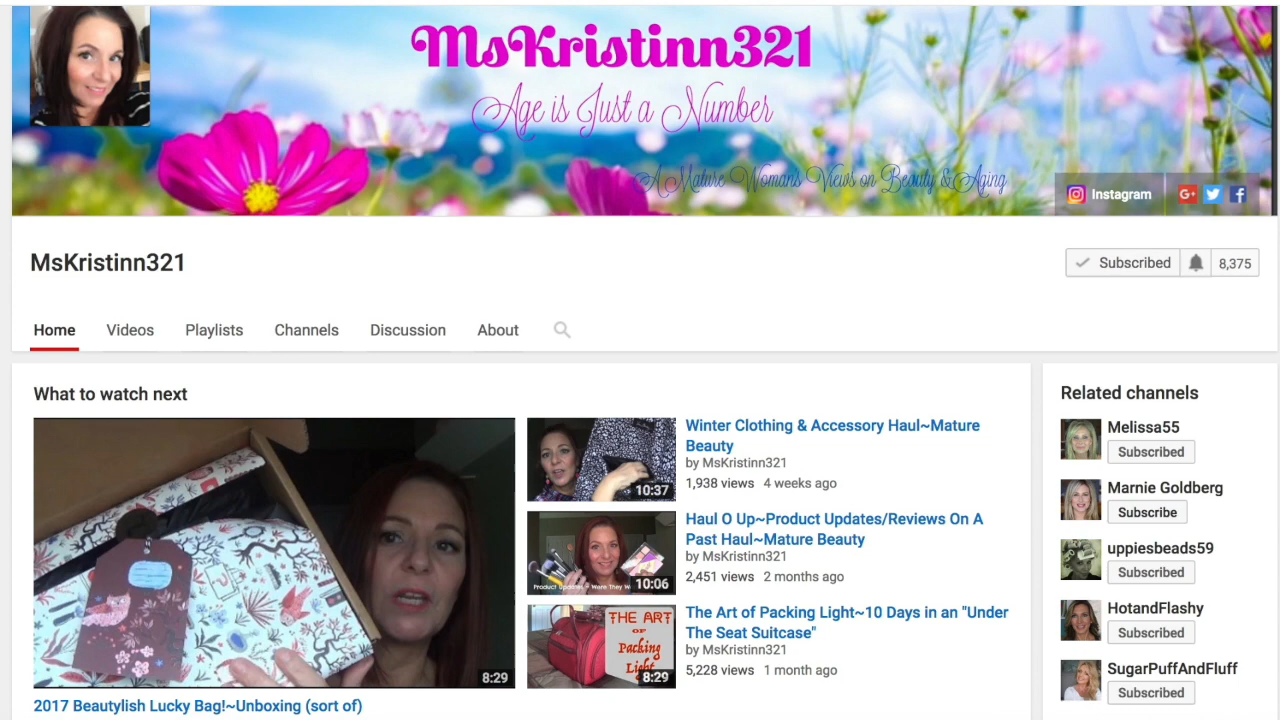 MsKristinn321
Age is Just a Number
A Mature Woman's Views on Beauty & Aging
Instagram
MsKristinn321
Subscribed
8,375
Home
Videos
Playlists
Channels
Discussion
About
What to watch next
8:29
2017 Beautylish Lucky Bag!~Unboxing (sort of)
10:37
Winter Clothing & Accessory Haul~Mature
Beauty
by MsKristinn321
1,938 views 4 weeks ago
Product Updates ~ Were They W
10:06
Haul O Up~Product Updates/Reviews On A
Past Haul~Mature Beauty
by MsKristinn321
2,451 views 2 months ago
THE ART
OF
Packing
Light
8:29
The Art of Packing Light~10 Days in an "Under
The Seat Suitcase"
by MsKristinn321
5,228 views 1 month ago
Related channels
Melissa55
Subscribed
Marnie Goldberg
Subscribe
uppiesbeads59
Subscribed
HotandFlashy
Subscribed
SugarPuffAndFluff
Subscribed